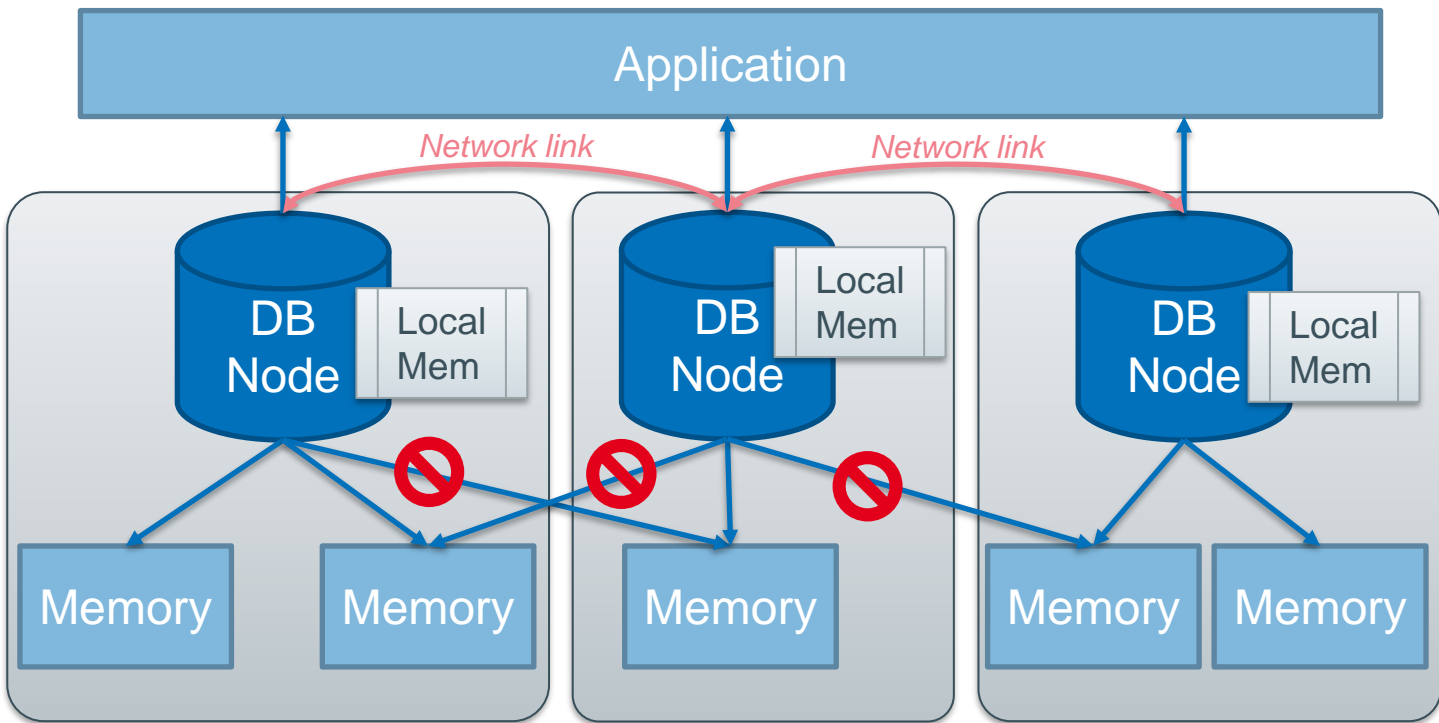 Application
Network link
Network link
DB
Node
Local
Mem
DB
Node
Local
Mem
DB
Node
Local
Mem
Memory
Memory
Memory
Memory
Memory